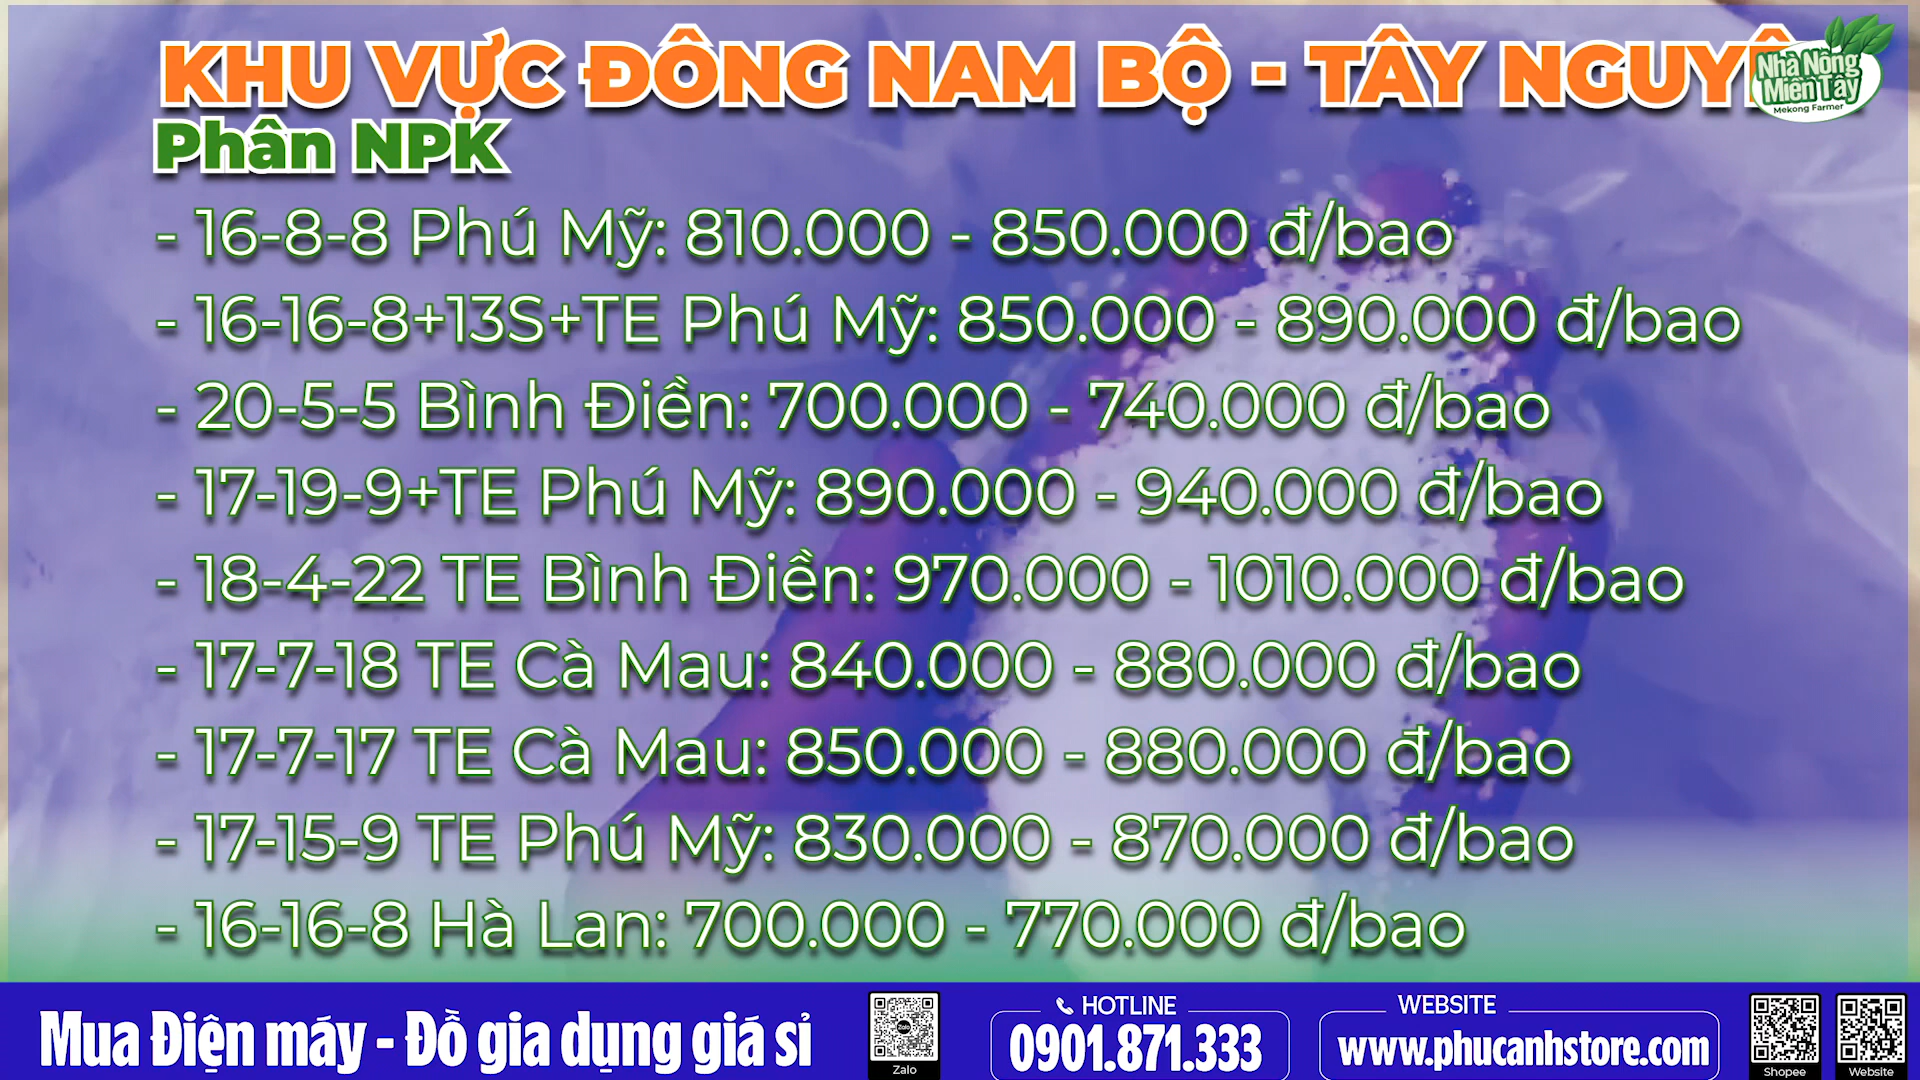 KHU VỰC ĐÔNG NAM BỘ - TÂY NGUYÊ
Nhà Nông
Miền Tây
Mekong Farmer
Phân NPK
- 16-8-8 Phú Mỹ: 810.000 - 850.000 đ/bao
- 16-16-8+13S+TE Phú Mỹ: 850.000 - 890.000 đ/bao
- 20-5-5 Bình Điền: 700.000 - 740.000 đ/bao
- 17-19-9+TE Phú Mỹ: 890.000 - 940.000 đ/bao
- 18-4-22 TE Bình Điền: 970.000 - 1010.000 đ/bao
- 17-7-18 TE Cà Mau: 840.000 - 880.000 đ/bao
- 17-7-17 TE Cà Mau: 850.000 - 880.000 đ/bao
- 17-15-9 TE Phú Mỹ: 830.000 - 870.000 đ/bao
- 16-16-8 Hà Lan: 700.000 - 770.000 đ/bao
Mua Điện máy - Đồ gia dụng giá sỉ
Zalo
Zalo
HOTLINE
0901.871.333
WEBSITE
www.phucanhstore.com
Shopee
Website